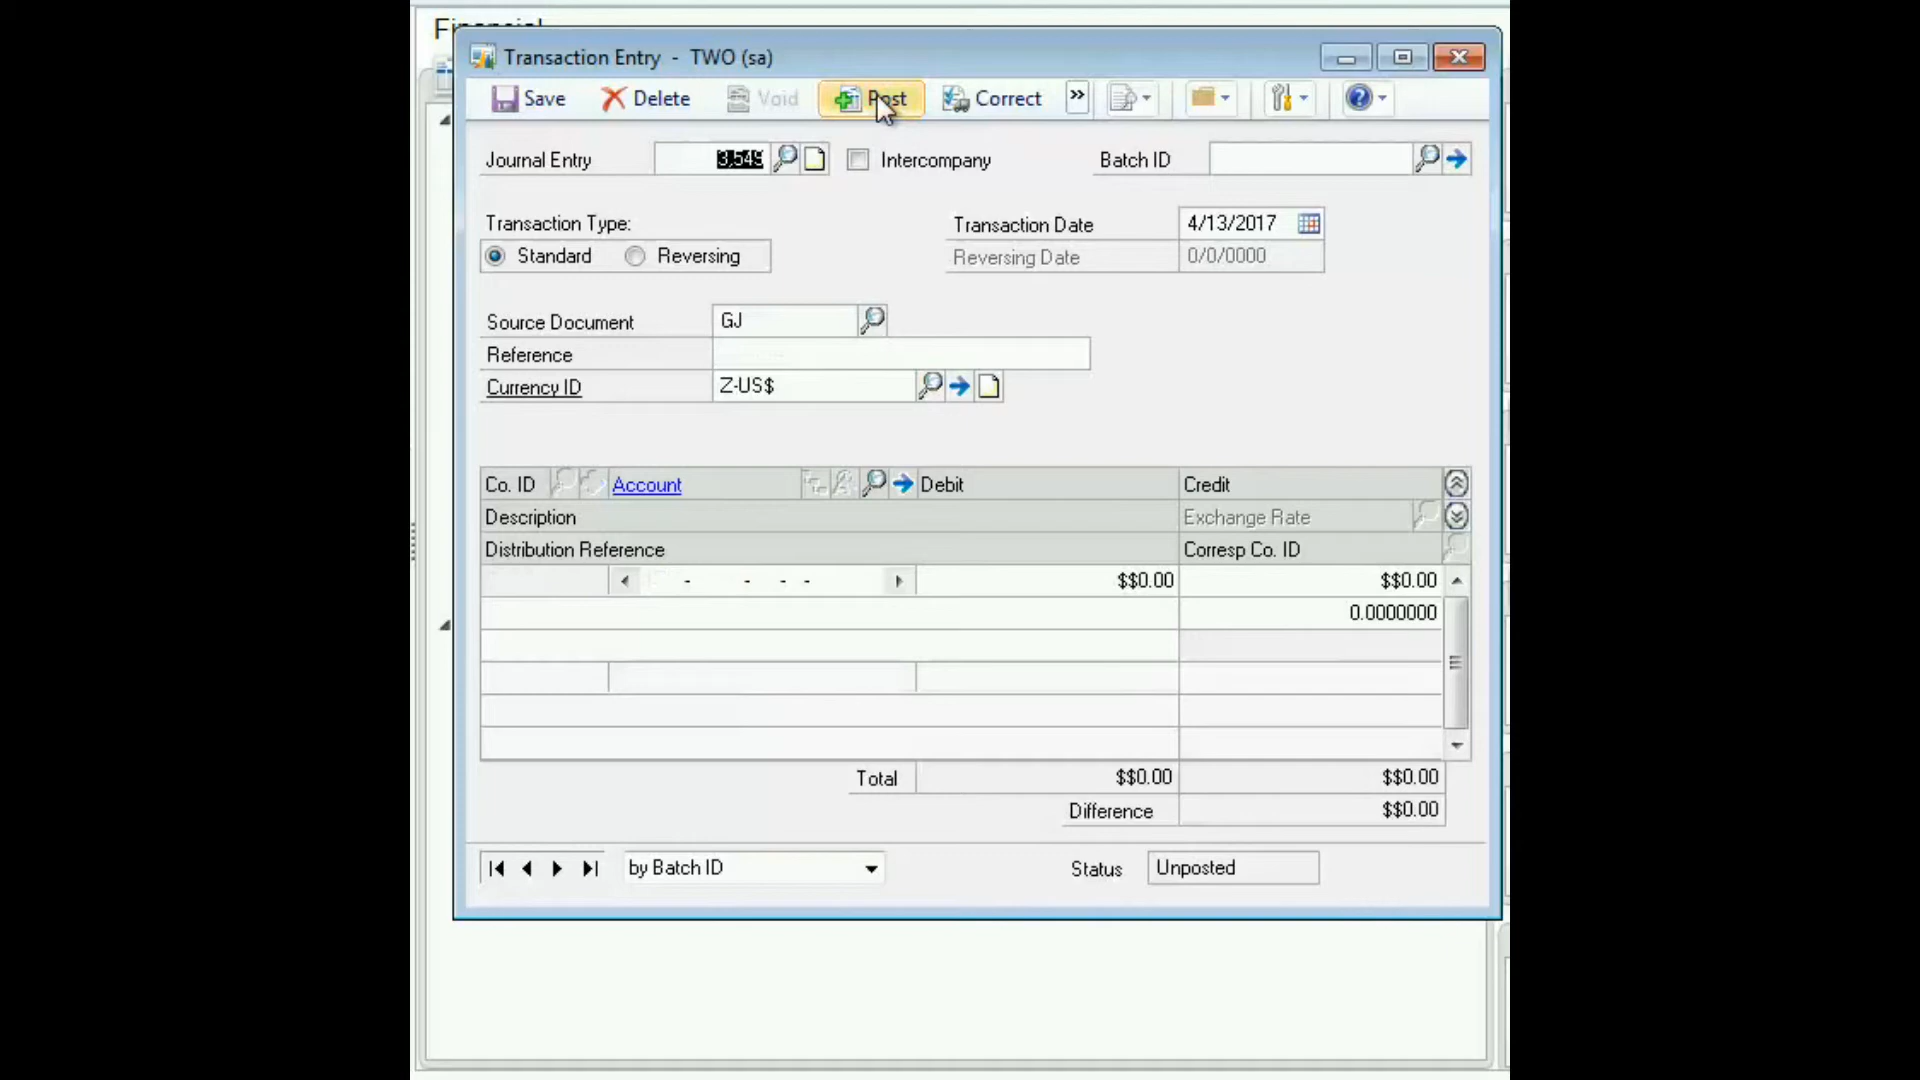 Financial
Transaction Entry - TWO (sa)
Save Delete Void Post Correct »
Journal Entry 3,549 Intercompany Batch ID
Transaction Type: Transaction Date 4/13/2017
Standard Reversing Reversing Date 0/0/0000
Source Document GJ
Reference
Currency ID Z-US$
Co. ID Account Debit Credit
Description Exchange Rate
Distribution Reference Corresp Co. ID
- - - - $$0.00 $$0.00
0.0000000
Total $$0.00 $$0.00
Difference $$0.00
by Batch ID Status Unposted